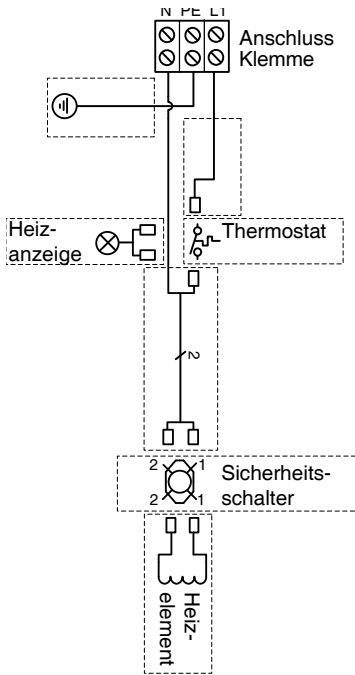 N PE L1
Anschluss
Klemme
Heiz-
anzeige
Thermostat
2
2 1
2 1
Sicherheits-
schalter
Heiz-
element